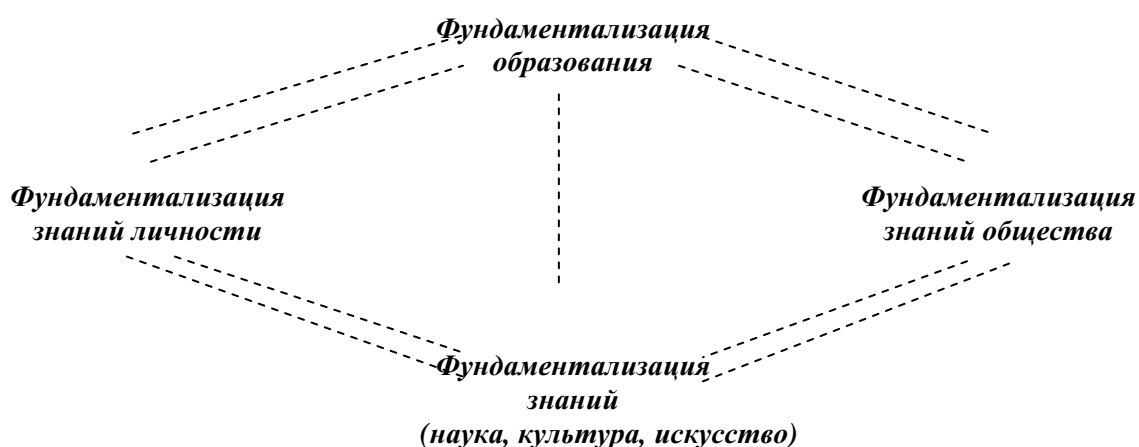 Фундаментализация
образования
Фундаментализация
знаний личности
Фундаментализация
знаний общества
Фундаментализация
знаний
(наука, культура, искусство)